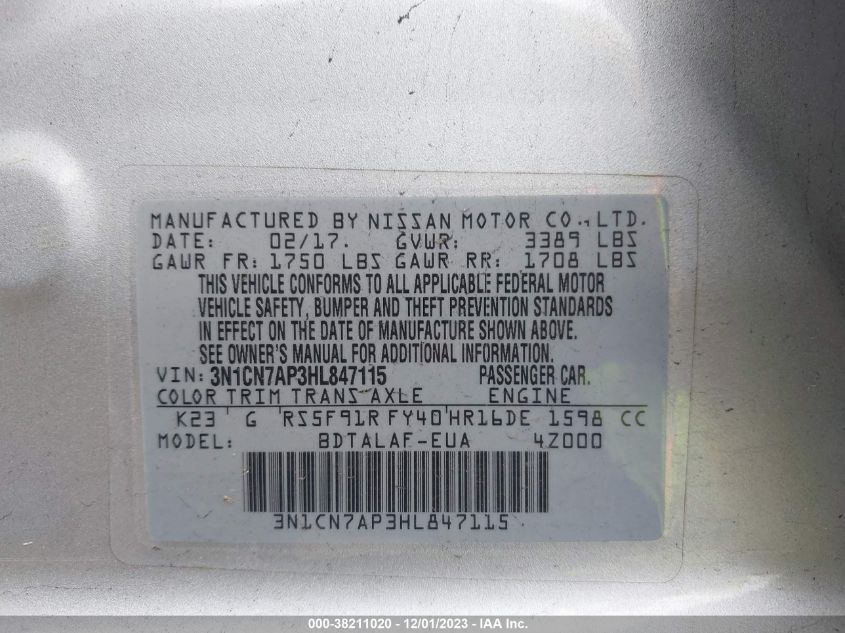 MANUFACTURED BY NISSAN MOTOR CO., LTD.
DATE: 02/17. GVWR: 3389 LBS
GAWR FR: 1750 LBS GAWR RR: 1708 LBS
THIS VEHICLE CONFORMS TO ALL APPLICABLE FEDERAL MOTOR
VEHICLE SAFETY, BUMPER AND THEFT PREVENTION STANDARDS
IN EFFECT ON THE DATE OF MANUFACTURE SHOWN ABOVE.
SEE OWNER'S MANUAL FOR ADDITIONAL INFORMATION.
VIN: 3N1CN7AP3HL847115 PASSENGER CAR.
COLOR TRIM TRANS AXLE ENGINE
K23 G RS5F91R FY40 HR16DE 1598 CC
MODEL: BDTALAF-EUA 4Z000
3N1CN7AP3HL847115
000-38211020 - 12/01/2023 - IAA Inc.